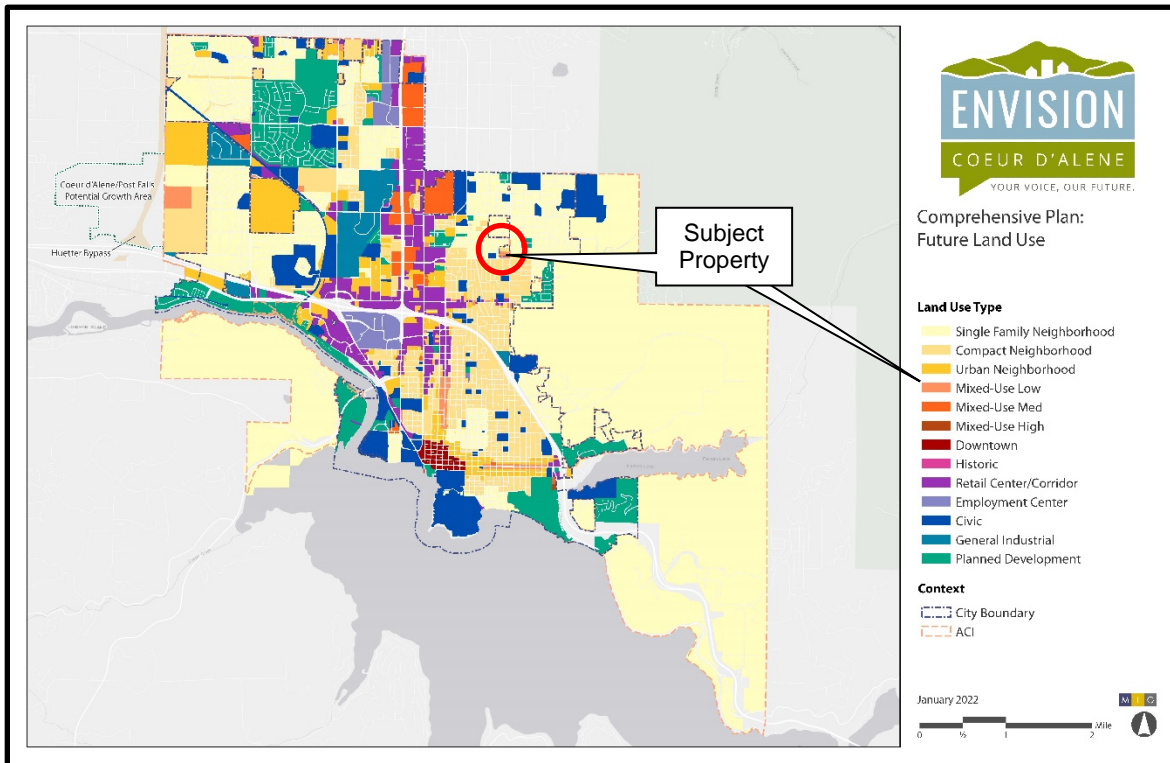 Coeur d'Alene/Post Falls
Potential Growth Area
Huetter Bypass
Subject
Property
ENVISION
COEUR D'ALENE
YOUR VOICE, OUR FUTURE.
Comprehensive Plan:
Future Land Use
Land Use Type
Single Family Neighborhood
Compact Neighborhood
Urban Neighborhood
Mixed-Use Low
Mixed-Use Med
Mixed-Use High
Downtown
Historic
Retail Center/Corridor
Employment Center
Civic
General Industrial
Planned Development
Context
City Boundary
ACI
January 2022
M I G
0 ½ 1 2 Mile